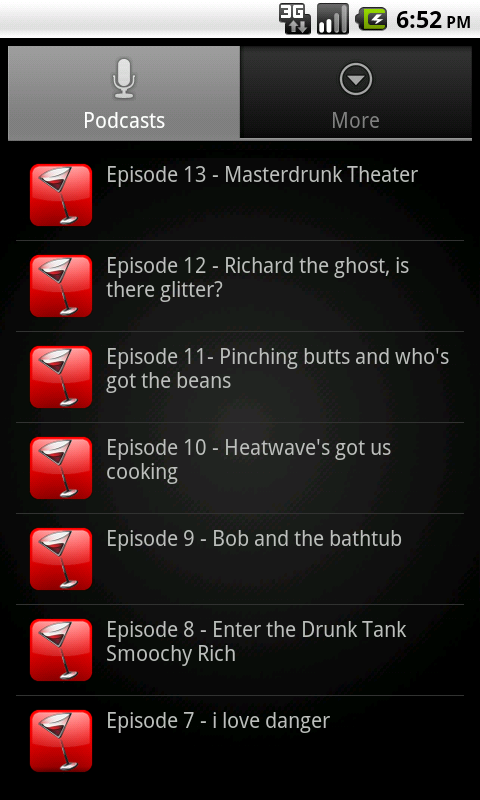 3G 6:52 PM
Podcasts More
Episode 13 - Masterdrunk Theater
Episode 12 - Richard the ghost, is
there glitter?
Episode 11- Pinching butts and who's
got the beans
Episode 10 - Heatwave's got us
cooking
Episode 9 - Bob and the bathtub
Episode 8 - Enter the Drunk Tank
Smoochy Rich
Episode 7 - i love danger